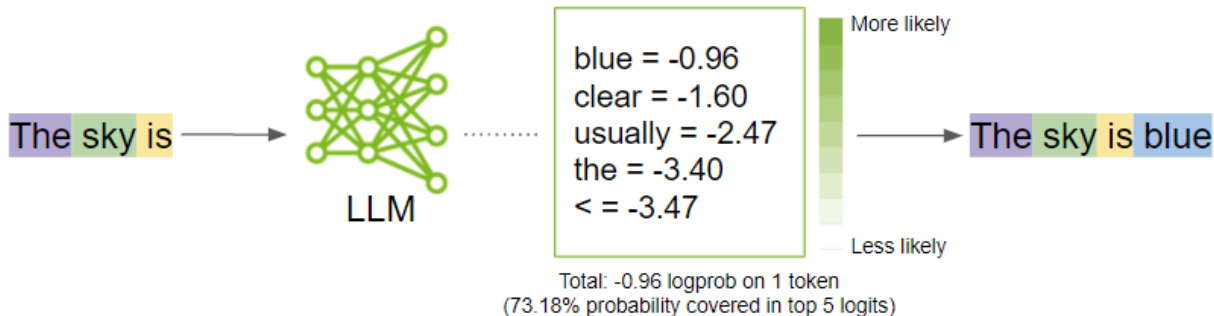 The sky is
LLM
blue = -0.96
clear = -1.60
usually = -2.47
the = -3.40
< = -3.47
Total: -0.96 logprob on 1 token
(73.18% probability covered in top 5 logits)
More likely
Less likely
The sky is blue